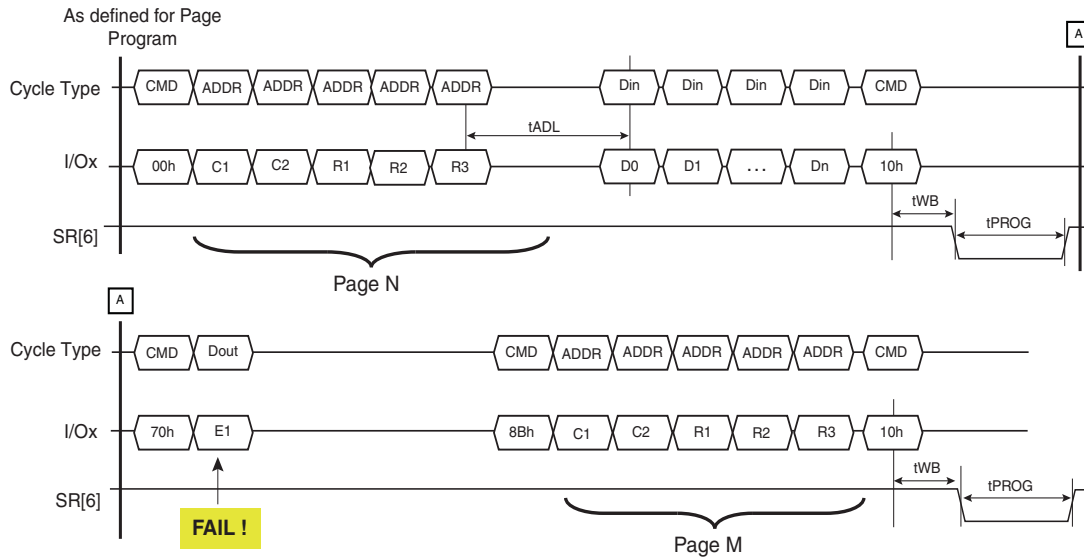 As defined for Page
Program
A
Cycle Type CMD ADDR ADDR ADDR ADDR ADDR Din Din Din Din CMD
tADL
I/Ox 00h C1 C2 R1 R2 R3 D0 D1 ... Dn 10h
tWB
tPROG
SR[6]
Page N
A
Cycle Type CMD Dout CMD ADDR ADDR ADDR ADDR ADDR CMD
I/Ox 70h E1 8Bh C1 C2 R1 R2 R3 10h
tWB
tPROG
SR[6]
FAIL !
Page M